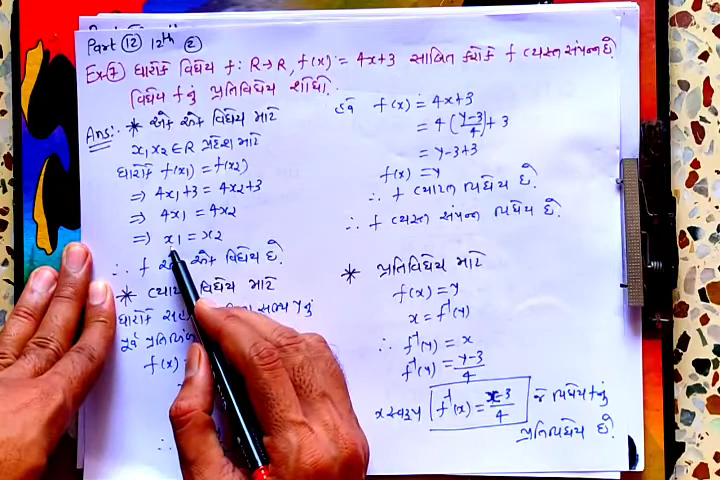 Part (12) 12th (2)
Ex-(7) ધારોકે વિધેય f: R→R, f(x) = 4x+3 સાબિત કરો કે f વ્યસ્ત સંપન્ન છે.
વિધેય f નું પ્રતિવિધેય શોધો.
Ans:- * એક એક વિધેય માટે
x1 x2 ∈ R પ્રદેશ માટે
ધારોકે f(x1) = f(x2)
⇒ 4x1+3 = 4x2+3
⇒ 4x1 = 4x2
⇒ x1 = x2
∴ f એક એક વિધેય છે.
* વ્યાપ્ત વિધેય માટે
ધારોકે y નું
પૂર્વ
f(x)
∴
હવે f(x) = 4x+3
= 4(y-3/4)+3
= y-3+3
f(x) = y
∴ f વ્યાપ્ત વિધેય છે.
∴ f વ્યસ્ત સંપન્ન વિધેય છે.
* પ્રતિવિધેય માટે
f(x) = y
x = f⁻¹(y)
∴ f⁻¹(y) = x
f⁻¹(y) = y-3/4
x સ્વરૂપ f⁻¹(x) = x-3/4 જે વિધેય f નું
પ્રતિવિધેય છે.